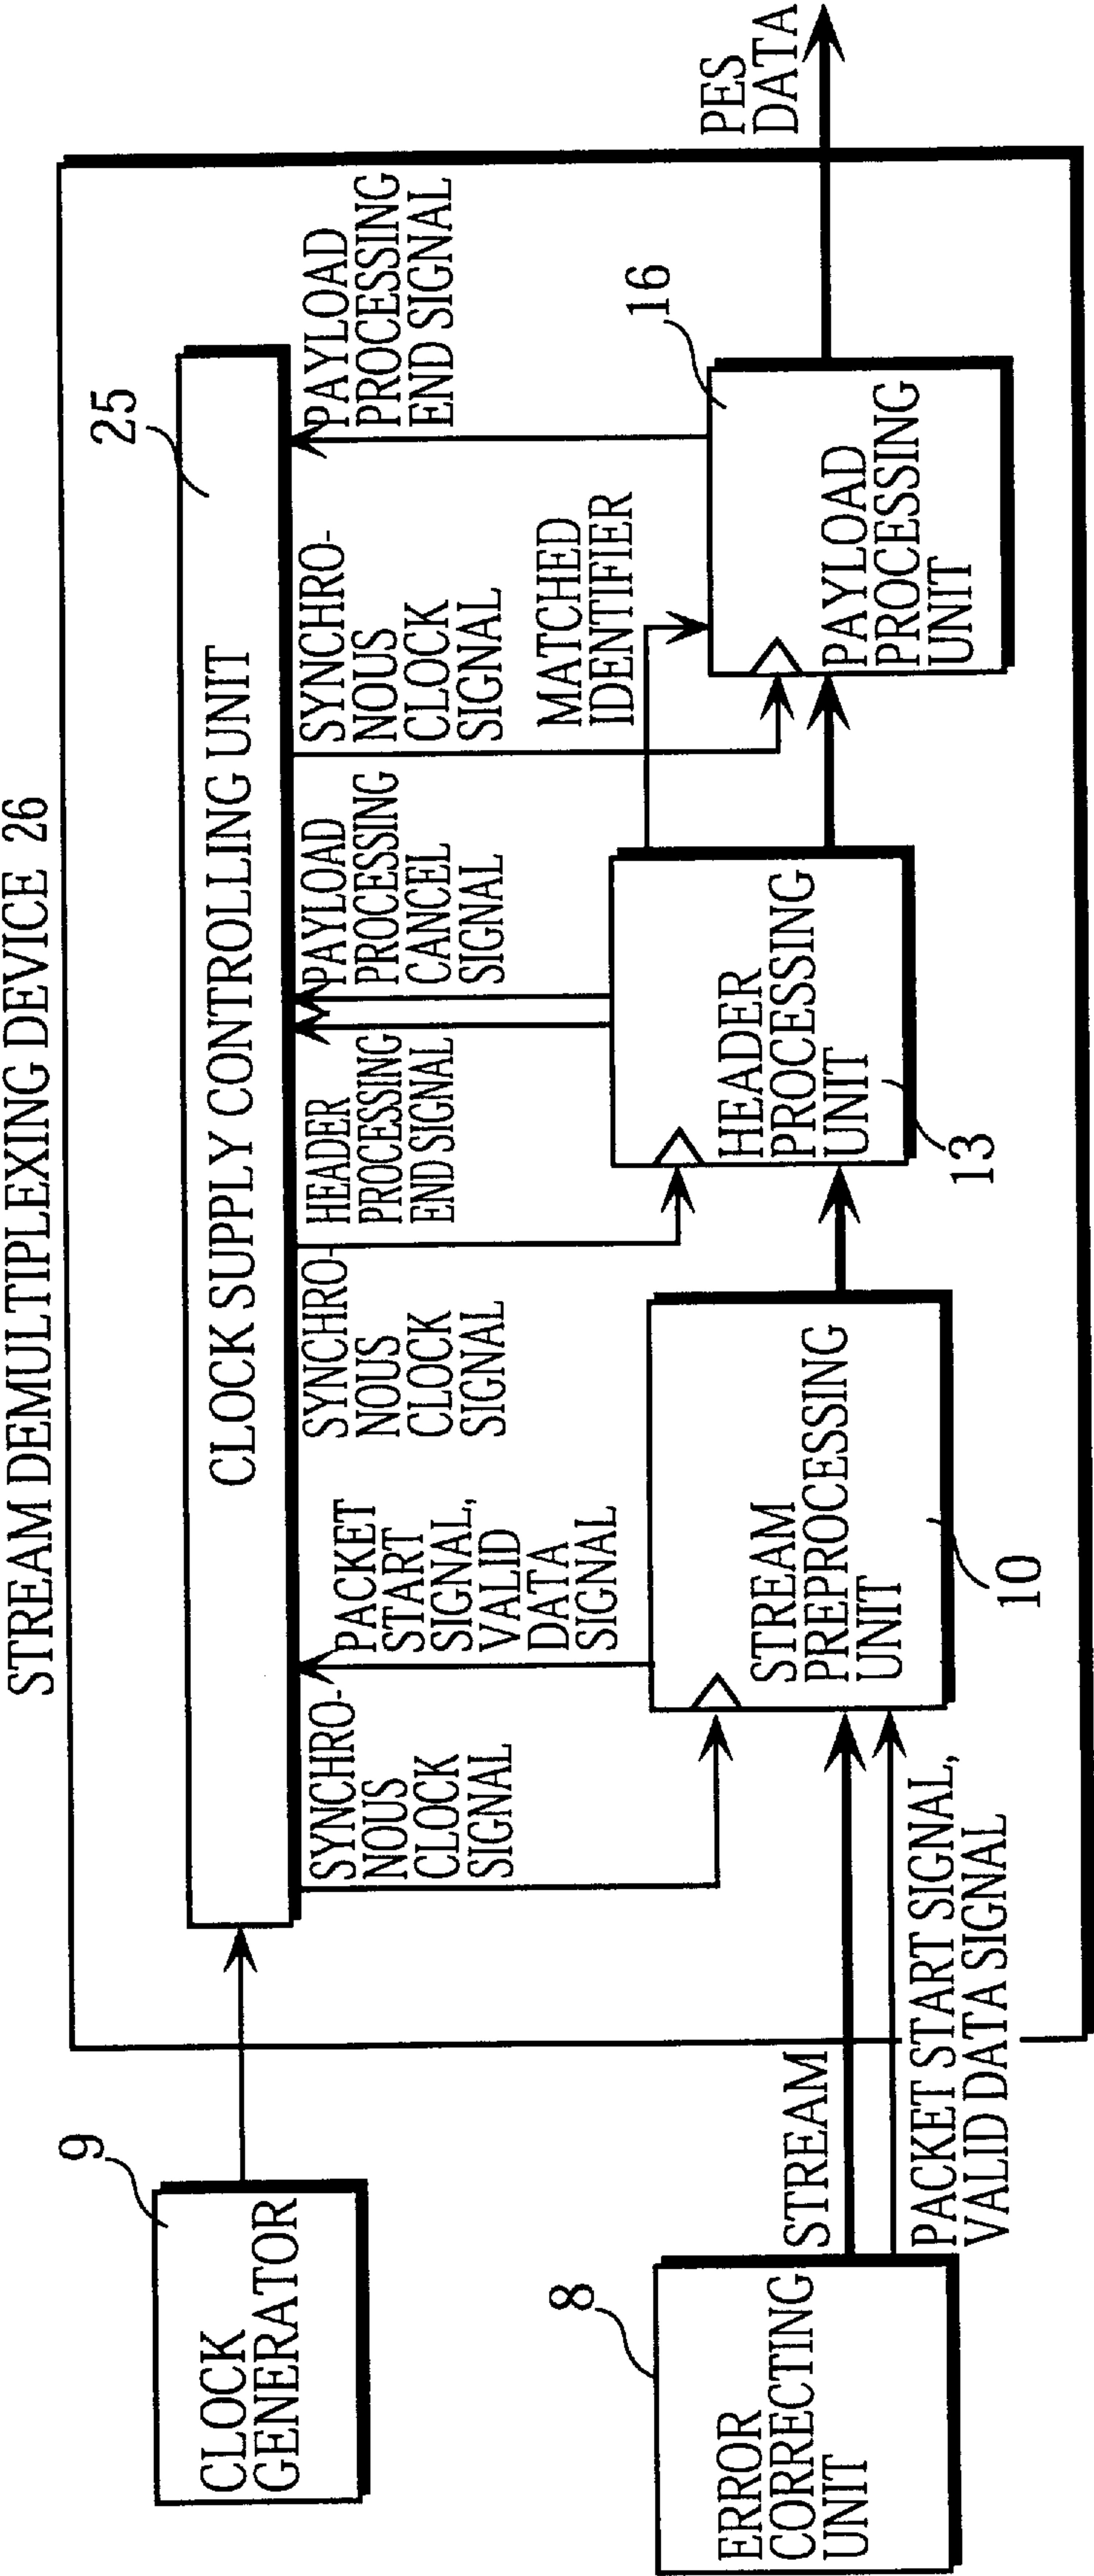 STREAM DEMULTIPLEXING DEVICE 26
9
CLOCK
GENERATOR
25
CLOCK SUPPLY CONTROLLING UNIT
SYNCHRO-
NOUS
CLOCK
SIGNAL
PACKET
START
SIGNAL,
VALID
DATA
SIGNAL
SYNCHRO-
NOUS
CLOCK
SIGNAL
HEADER
PROCESSING
END SIGNAL
PAYLOAD
PROCESSING
CANCEL
SIGNAL
SYNCHRO-
NOUS
CLOCK
SIGNAL
PAYLOAD
PROCESSING
END SIGNAL
MATCHED
IDENTIFIER
8
ERROR
CORRECTING
UNIT
STREAM
PACKET START SIGNAL,
VALID DATA SIGNAL
STREAM
PREPROCESSING
UNIT
10
HEADER
PROCESSING
UNIT
13
16
PAYLOAD
PROCESSING
UNIT
PES
DATA